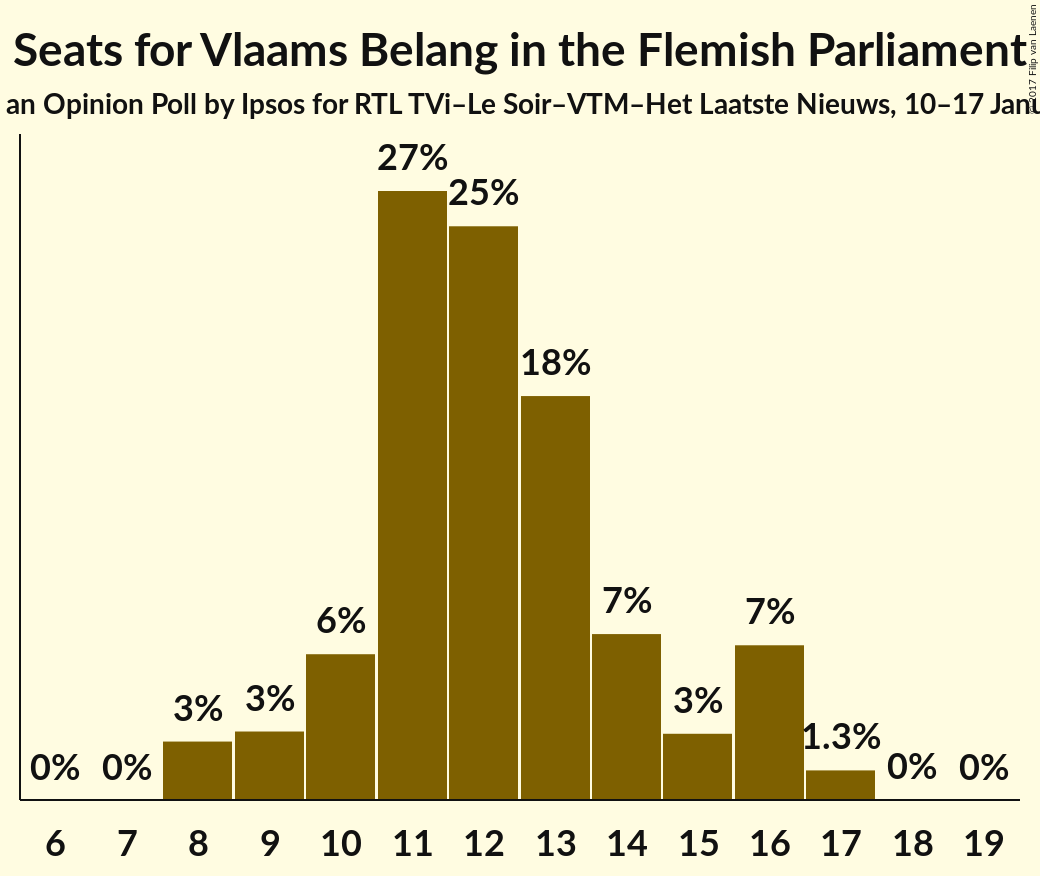 Seats for Vlaams Belang in the Flemish Parliament
an Opinion Poll by Ipsos for RTL TVi–Le Soir–VTM–Het Laatste Nieuws, 10–17 Janu
© 2017 Filip van Laenen
27%
25%
18%
7%
7%
6%
3%
3%
3%
1.3%
0% 0% 0% 0%
6 7 8 9 10 11 12 13 14 15 16 17 18 19